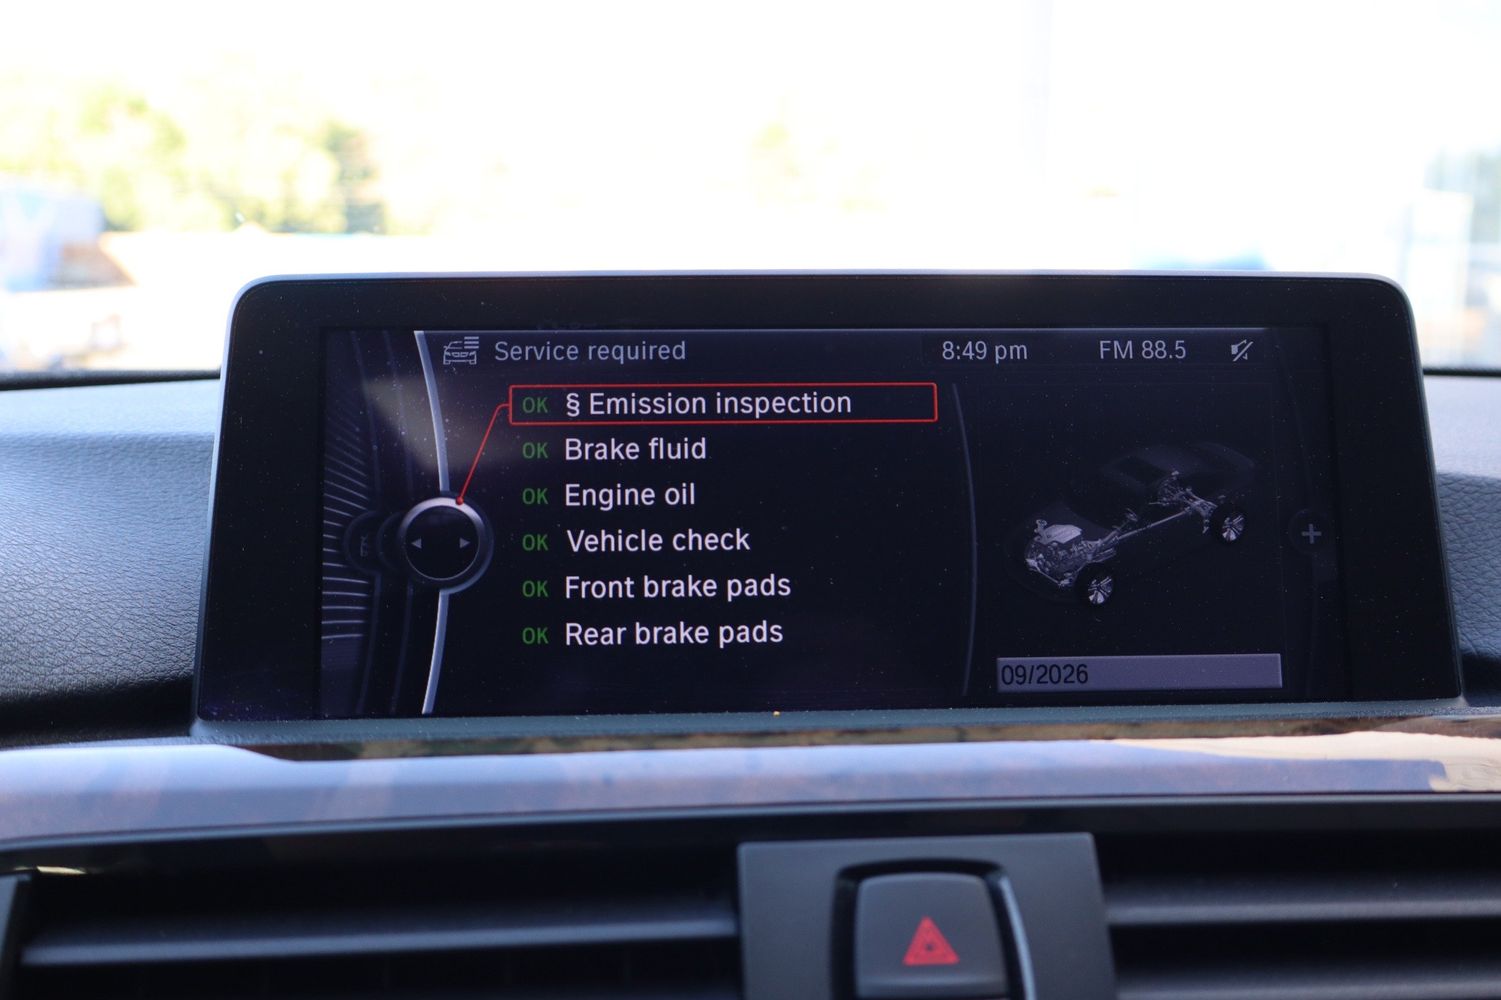 Service required
8:49 pm
FM 88.5
OK § Emission inspection
OK Brake fluid
OK Engine oil
OK Vehicle check
OK Front brake pads
OK Rear brake pads
09/2026